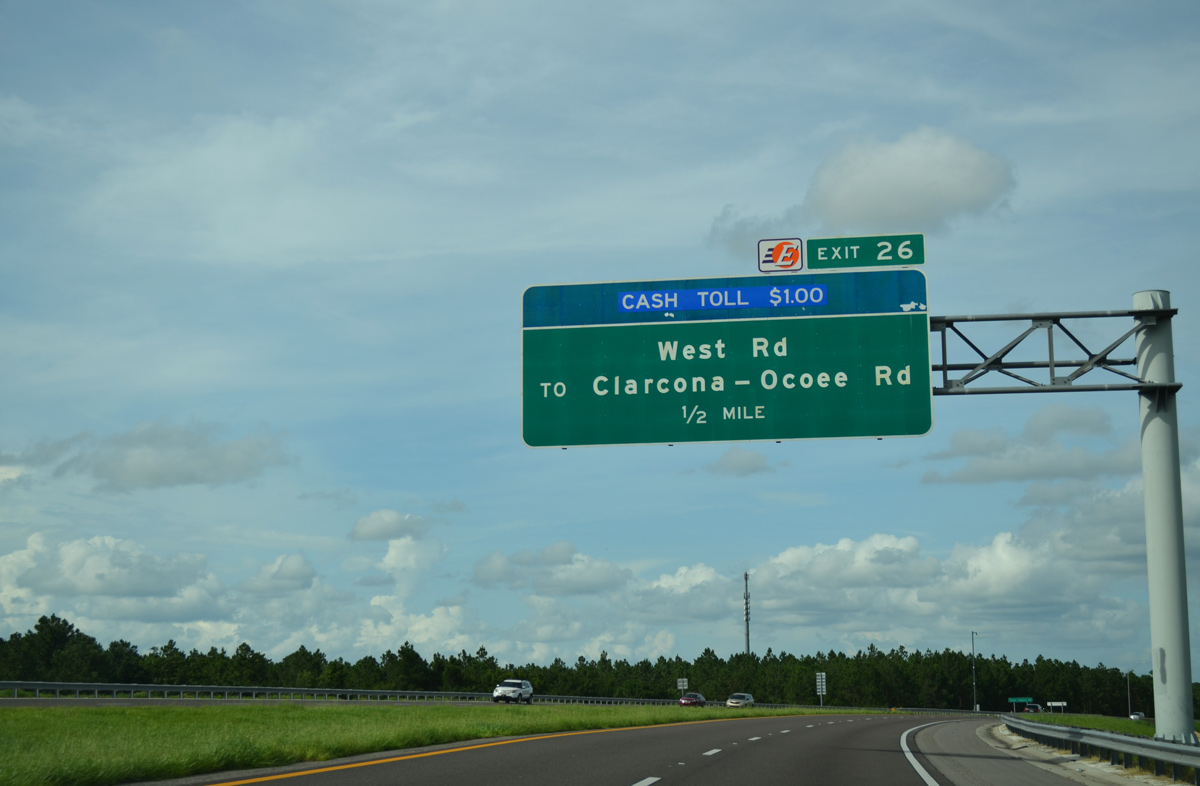 E
EXIT 26
CASH TOLL $1.00
West Rd
TO Clarcona-Ocoee Rd
1/2 MILE